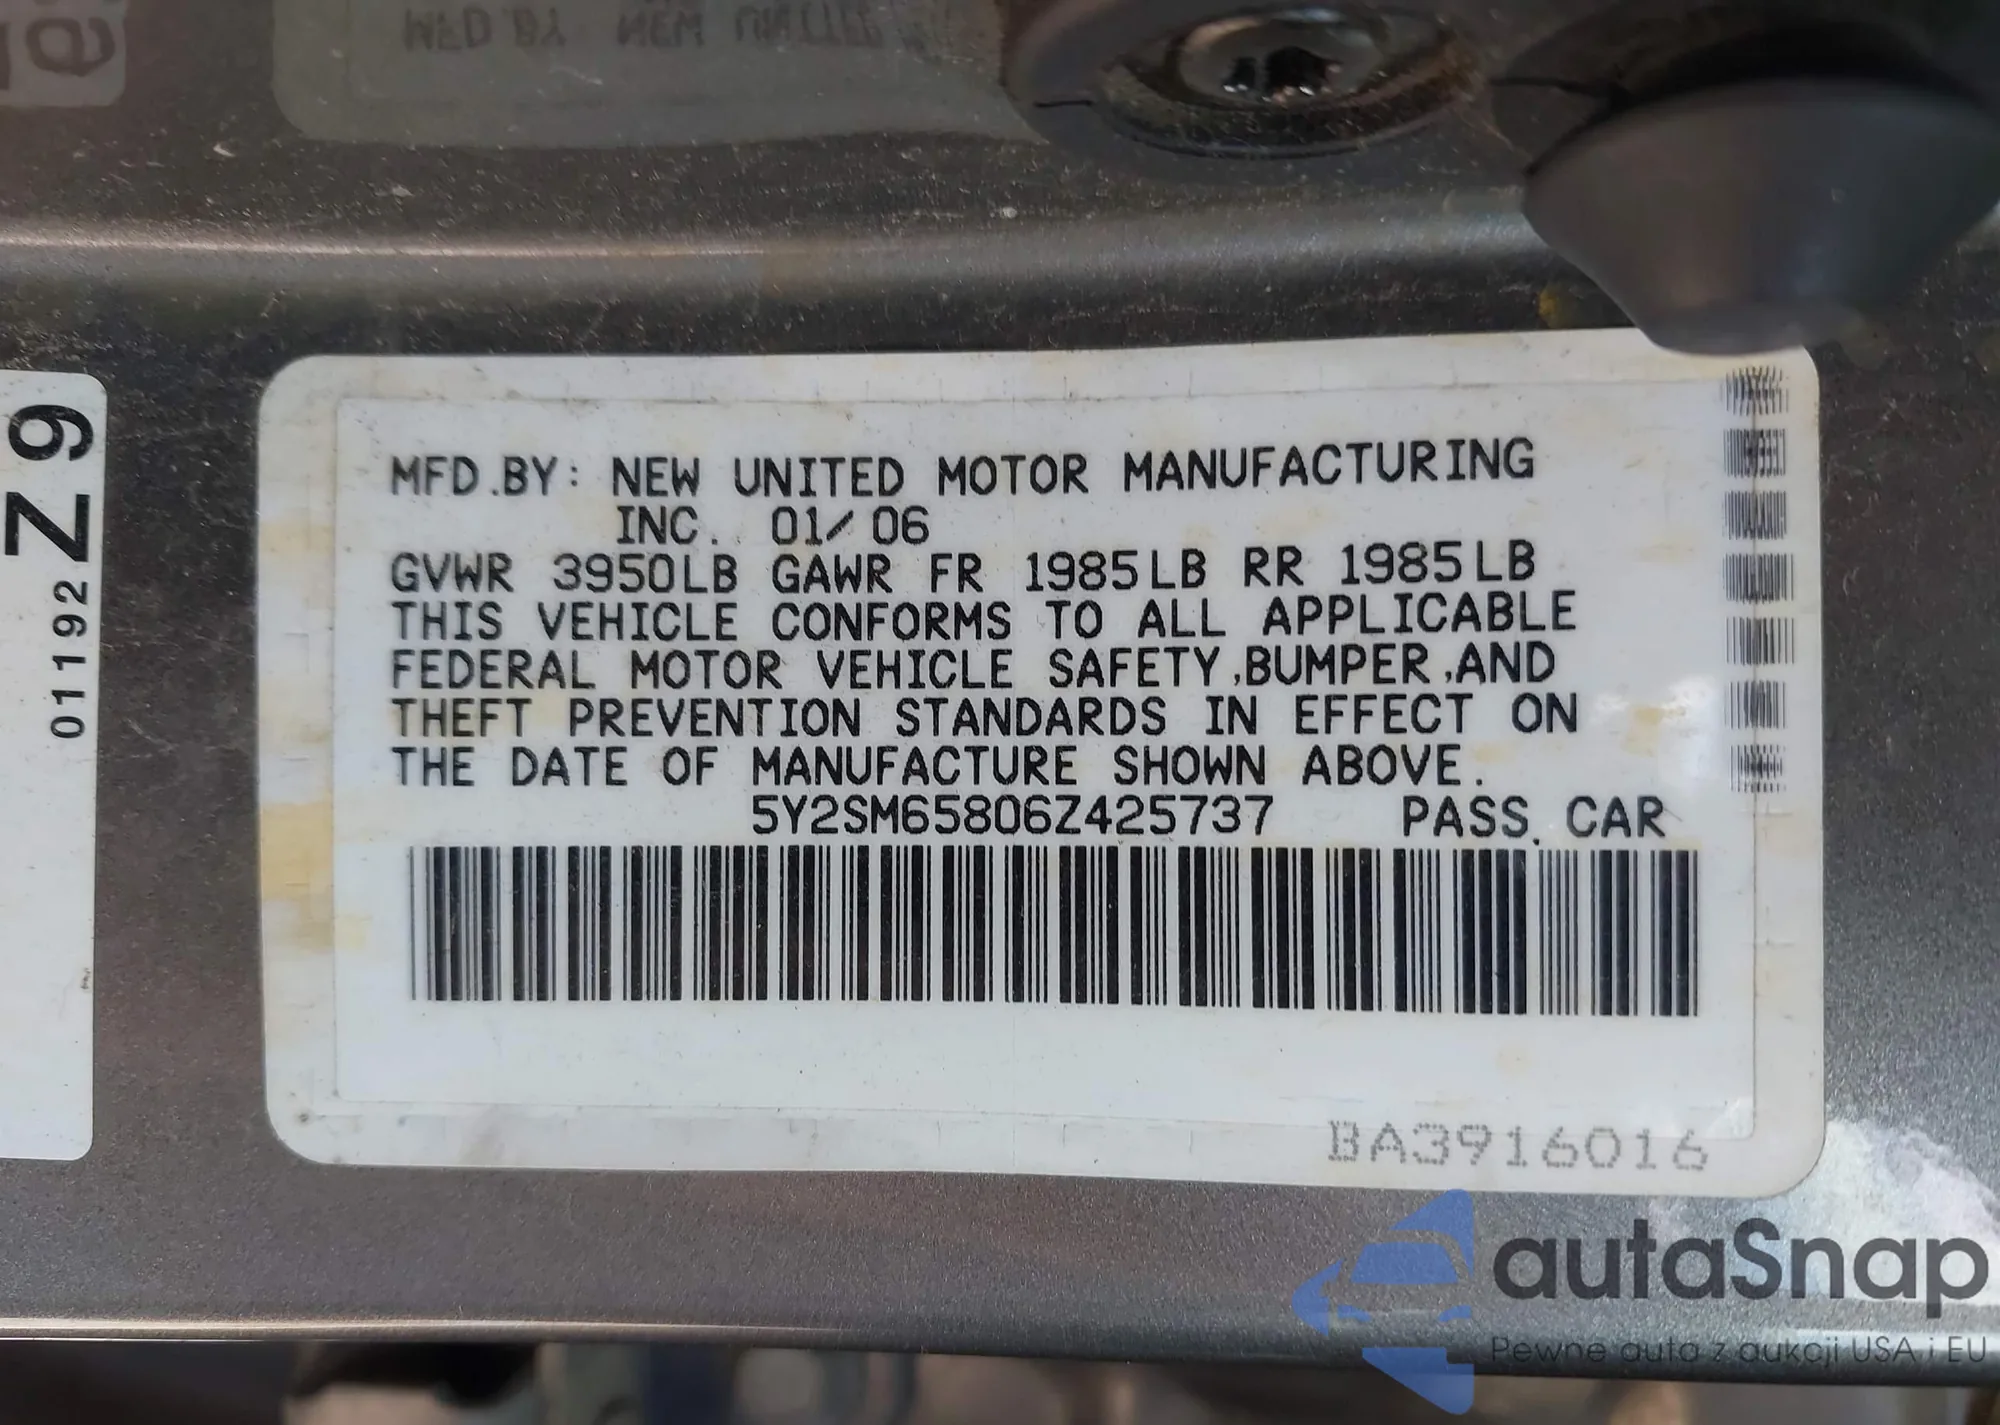 MFD.BY: NEW UNITED MOTOR MANUFACTURING
INC. 01/06
GVWR 3950LB GAWR FR 1985LB RR 1985LB
THIS VEHICLE CONFORMS TO ALL APPLICABLE
FEDERAL MOTOR VEHICLE SAFETY,BUMPER,AND
THEFT PREVENTION STANDARDS IN EFFECT ON
THE DATE OF MANUFACTURE SHOWN ABOVE.
5Y2SM65806Z425737 PASS. CAR
BA3916016
01192 Z9
autaSnap
Pewne auta z aukcji USA i EU